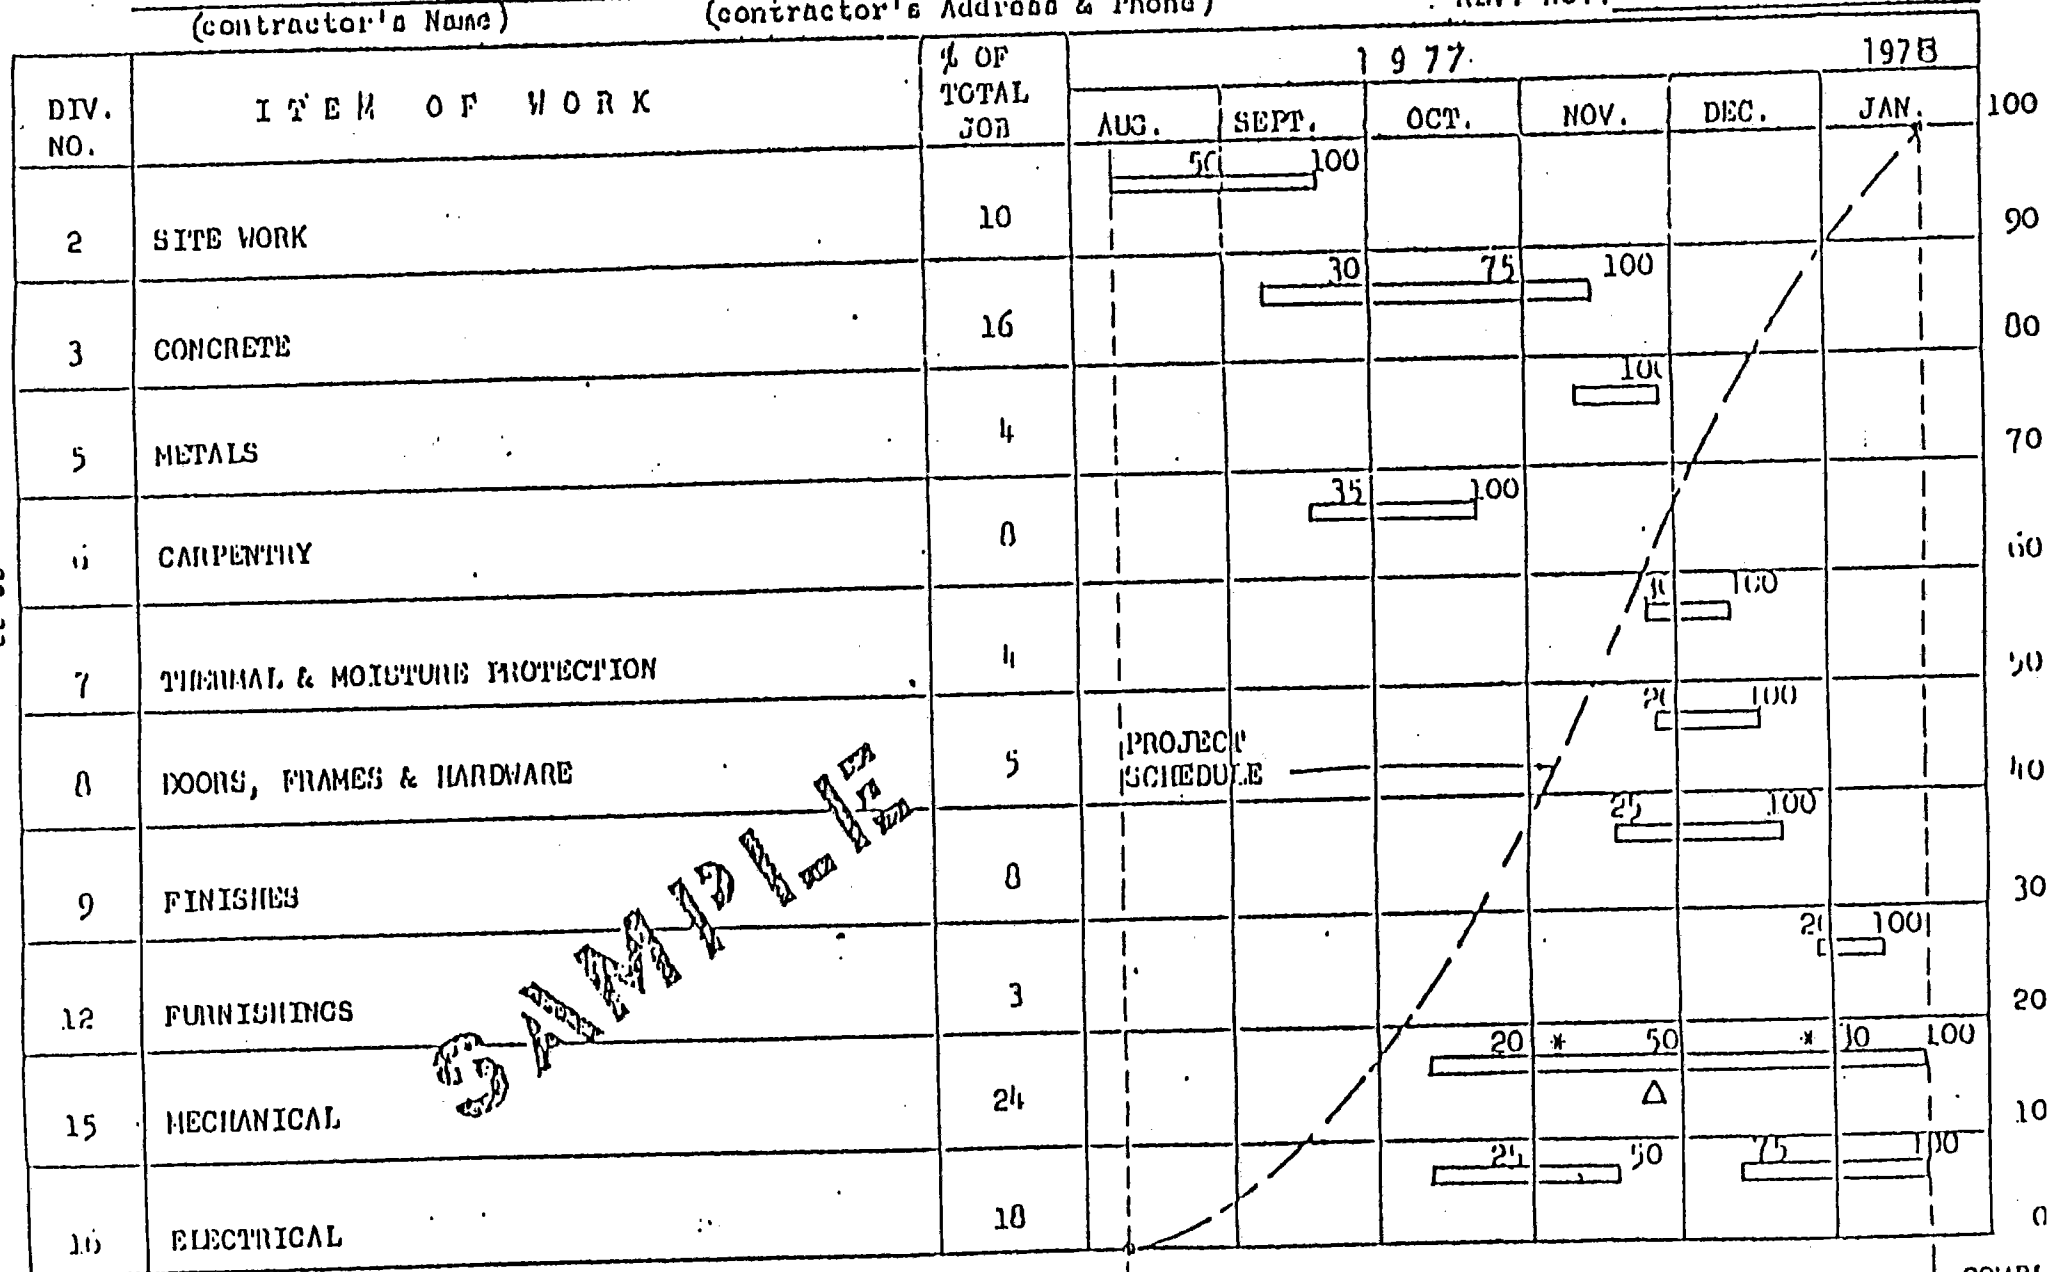 (contractor's Name) (contractor's Address & Phone)
DIV. NO. ITEM OF WORK % OF TOTAL JOB 1977 1978
AUG. SEPT. OCT. NOV. DEC. JAN. 100
50 100
2 SITE WORK 10 90
30 75 100
3 CONCRETE 16 80
100
5 METALS 4 70
35 100
6 CARPENTRY 8 60
100
7 THERMAL & MOISTURE PROTECTION 4 50
20 100
8 DOORS, FRAMES & HARDWARE 5 PROJECT SCHEDULE 40
25 100
9 FINISHES 8 30
20 100
12 FURNISHINGS 3 20
20 * 50 * 100
15 MECHANICAL 24 Δ 10
25 50 75 100
16 ELECTRICAL 18 0
SAMPLE